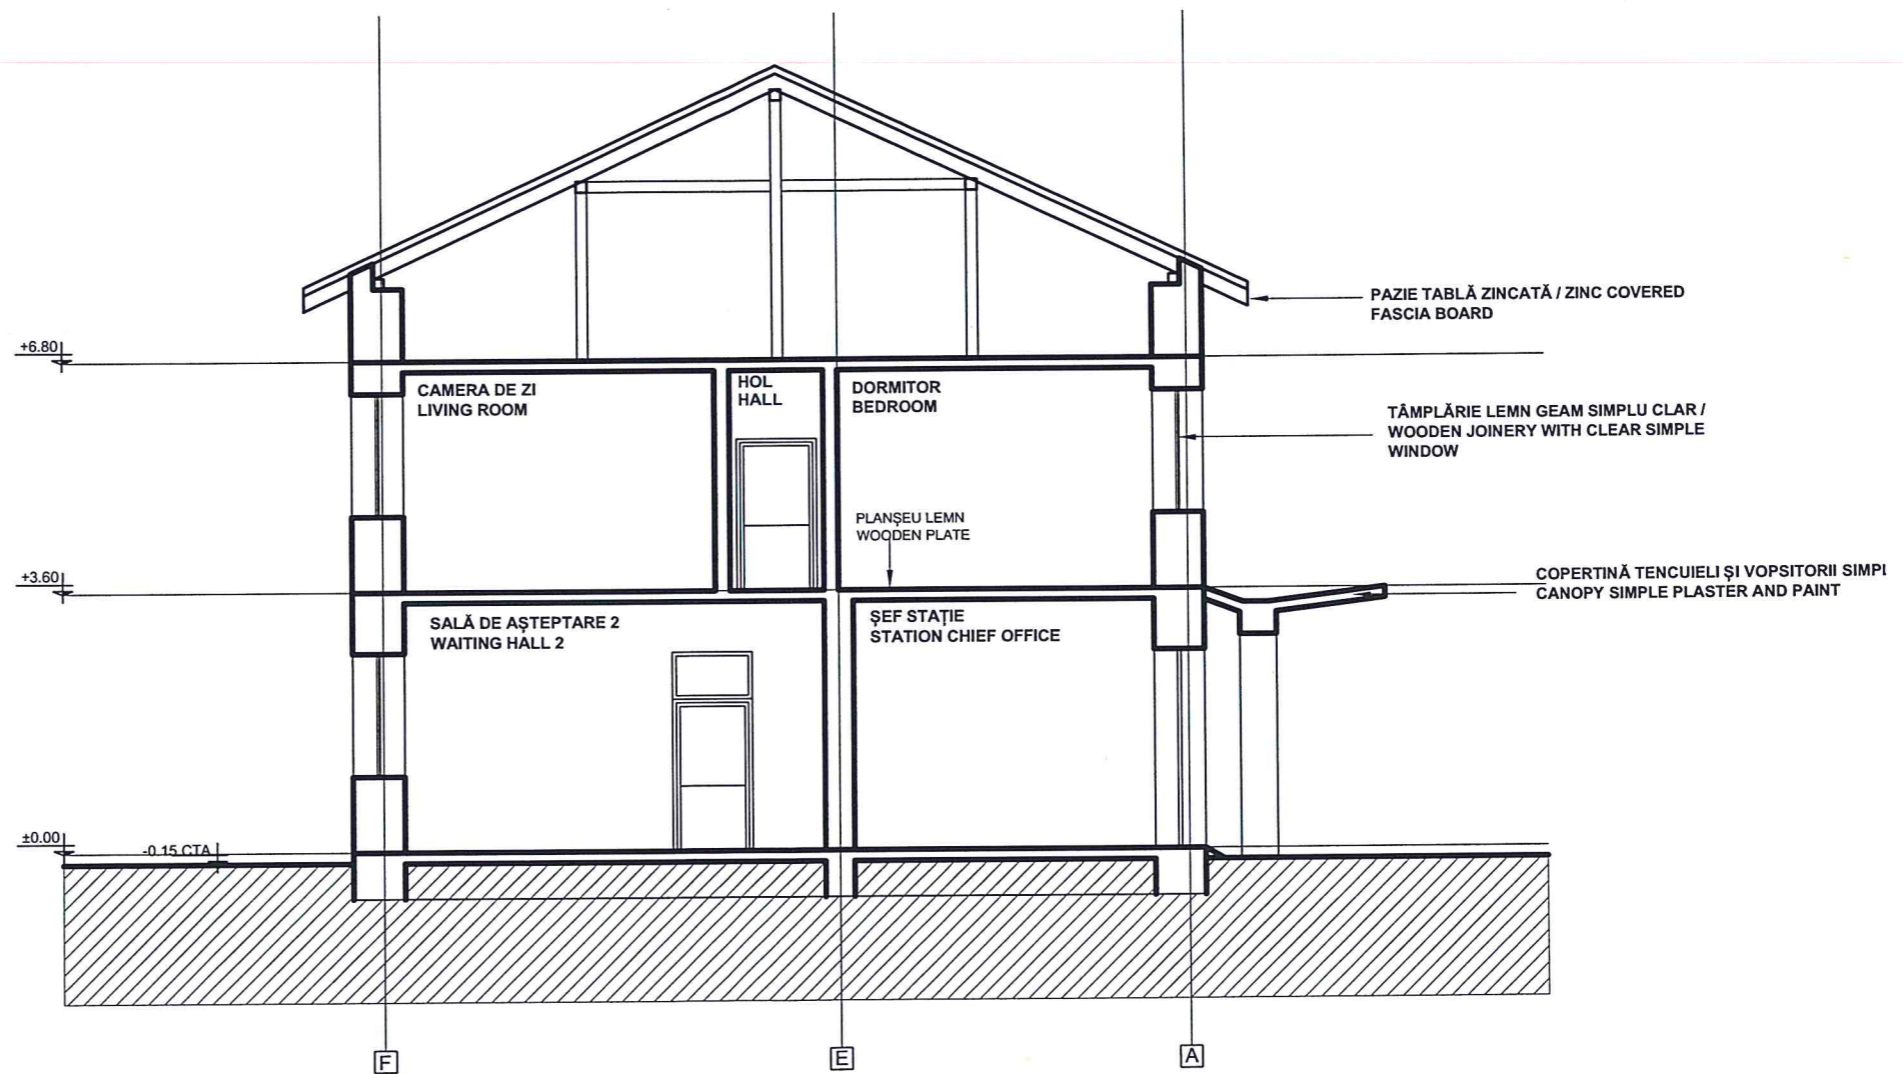 PAZIE TABLĂ ZINCATĂ / ZINC COVERED
FASCIA BOARD
+6.80
CAMERA DE ZI
LIVING ROOM
HOL
HALL
DORMITOR
BEDROOM
TÂMPLĂRIE LEMN GEAM SIMPLU CLAR /
WOODEN JOINERY WITH CLEAR SIMPLE
WINDOW
PLANȘEU LEMN
WOODEN PLATE
+3.60
COPERTINĂ TENCUIELI ȘI VOPSITORII SIMPL
CANOPY SIMPLE PLASTER AND PAINT
SALĂ DE AȘTEPTARE 2
WAITING HALL 2
ȘEF STAȚIE
STATION CHIEF OFFICE
±0.00
-0.15 CTA
F
E
A